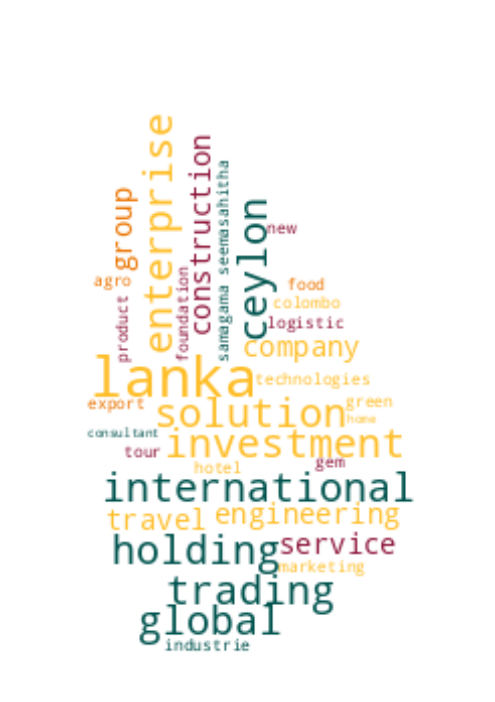 enterprise
construction
samagama seemasahitha
group
ceylon
new
agro
foundation
product
food
colombo
logistic
company
lanka
technologies
export
solution
green
home
consultant
investment
tour
gem
hotel
international
travel
engineering
holding
service
marketing
trading
global
industrie